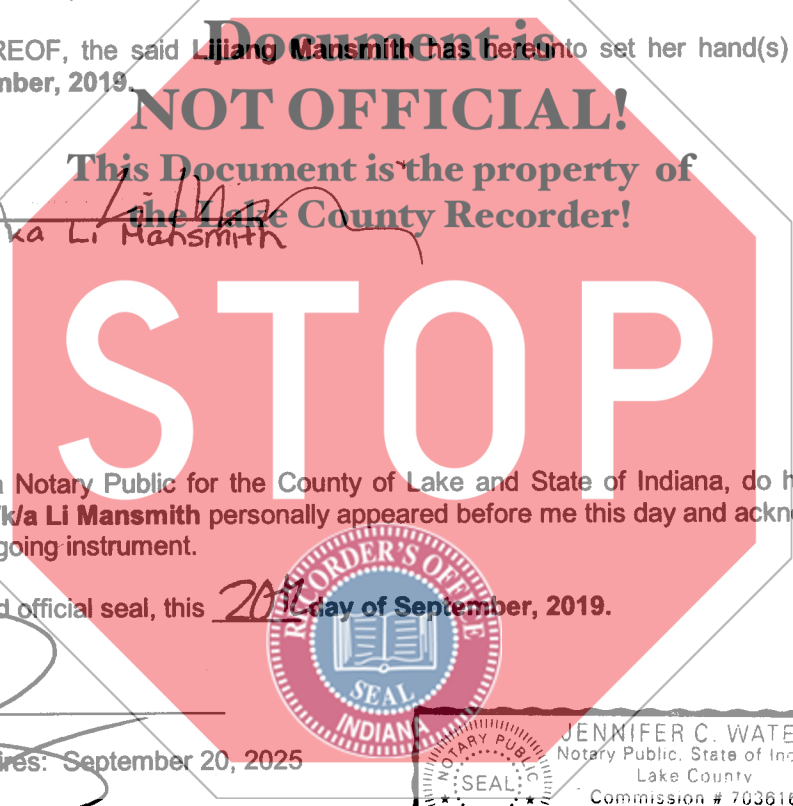 Document is
REOF, the said Lijiang Mansmith has hereunto set her hand(s)
mber, 2019.
NOT OFFICIAL!
This Document is the property of
the Lake County Recorder!
ka Li Mansmith
STOP
a Notary Public for the County of Lake and State of Indiana, do h
/k/a Li Mansmith personally appeared before me this day and ackn
going instrument.
d official seal, this 20th day of September, 2019.
RECORDER'S OFFICE
SEAL
INDIANA
ires: September 20, 2025
NOTARY PUBLIC
SEAL
JENNIFER C. WATE
Notary Public, State of In
Lake County
Commission # 703616